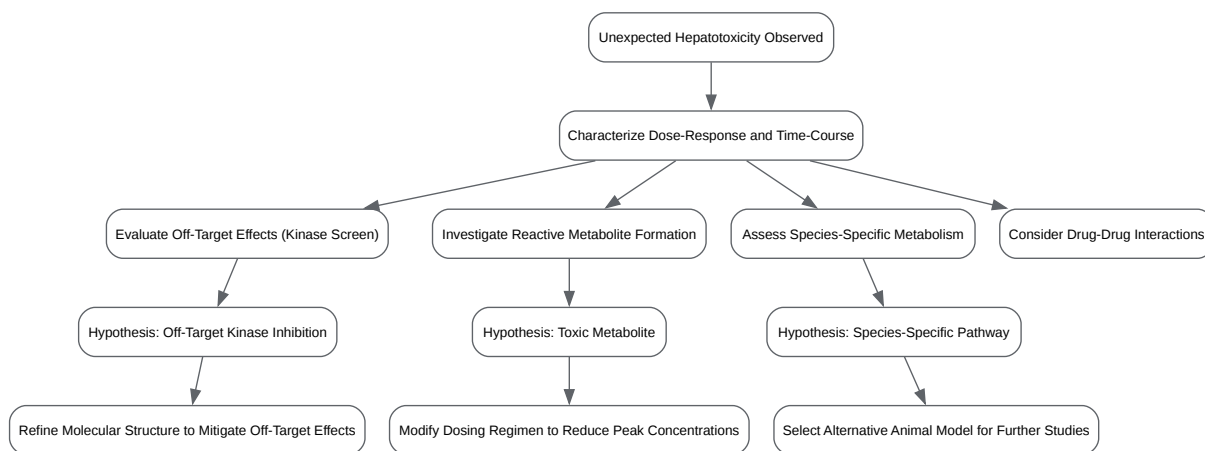 Unexpected Hepatotoxicity Observed
Characterize Dose-Response and Time-Course
Evaluate Off-Target Effects (Kinase Screen)
Investigate Reactive Metabolite Formation
Assess Species-Specific Metabolism
Consider Drug-Drug Interactions
Hypothesis: Off-Target Kinase Inhibition
Hypothesis: Toxic Metabolite
Hypothesis: Species-Specific Pathway
Refine Molecular Structure to Mitigate Off-Target Effects
Modify Dosing Regimen to Reduce Peak Concentrations
Select Alternative Animal Model for Further Studies